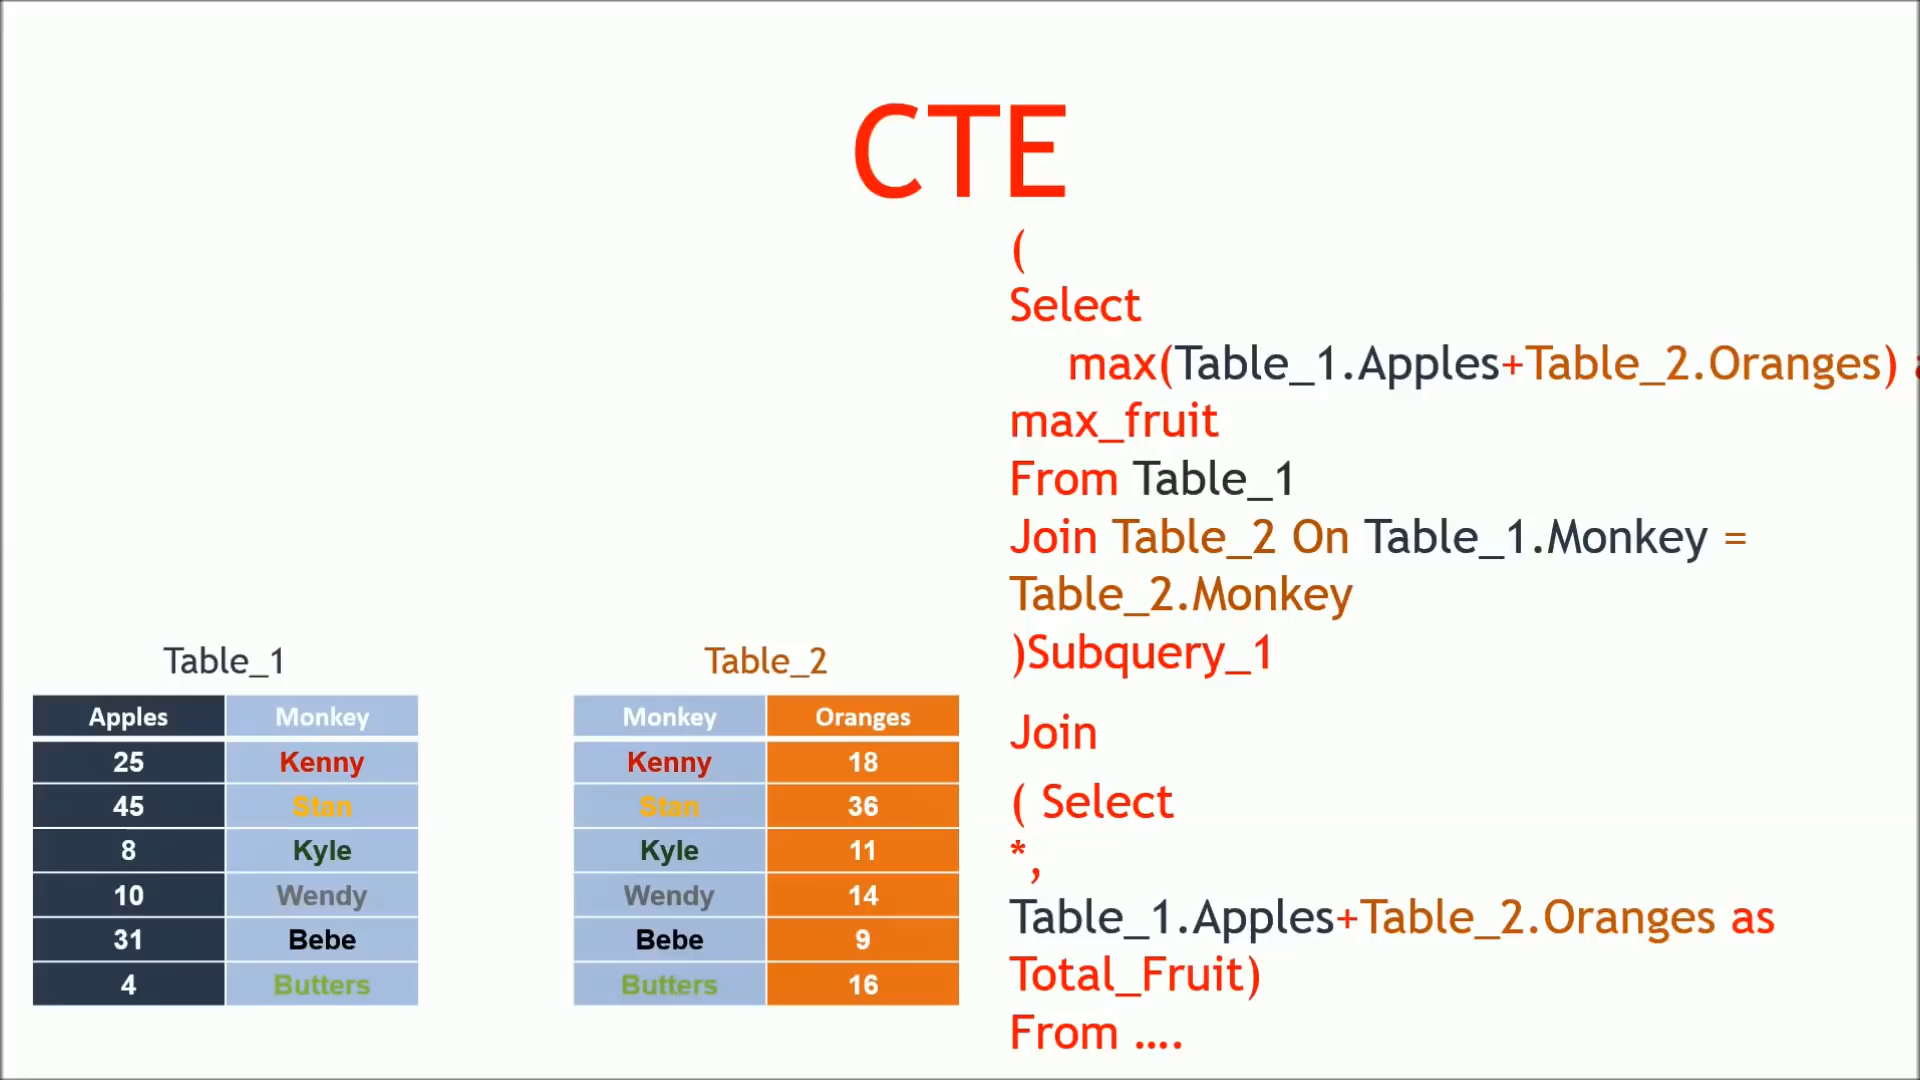 CTE
(
Select
max(Table_1.Apples+Table_2.Oranges)
max_fruit
From Table_1
Join Table_2 On Table_1.Monkey =
Table_2.Monkey
)Subquery_1
Join
( Select
*,
Table_1.Apples+Table_2.Oranges as
Total_Fruit)
From ....
Table_1
Apples Monkey
25 Kenny
45 Stan
8 Kyle
10 Wendy
31 Bebe
4 Butters
Table_2
Monkey Oranges
Kenny 18
Stan 36
Kyle 11
Wendy 14
Bebe 9
Butters 16